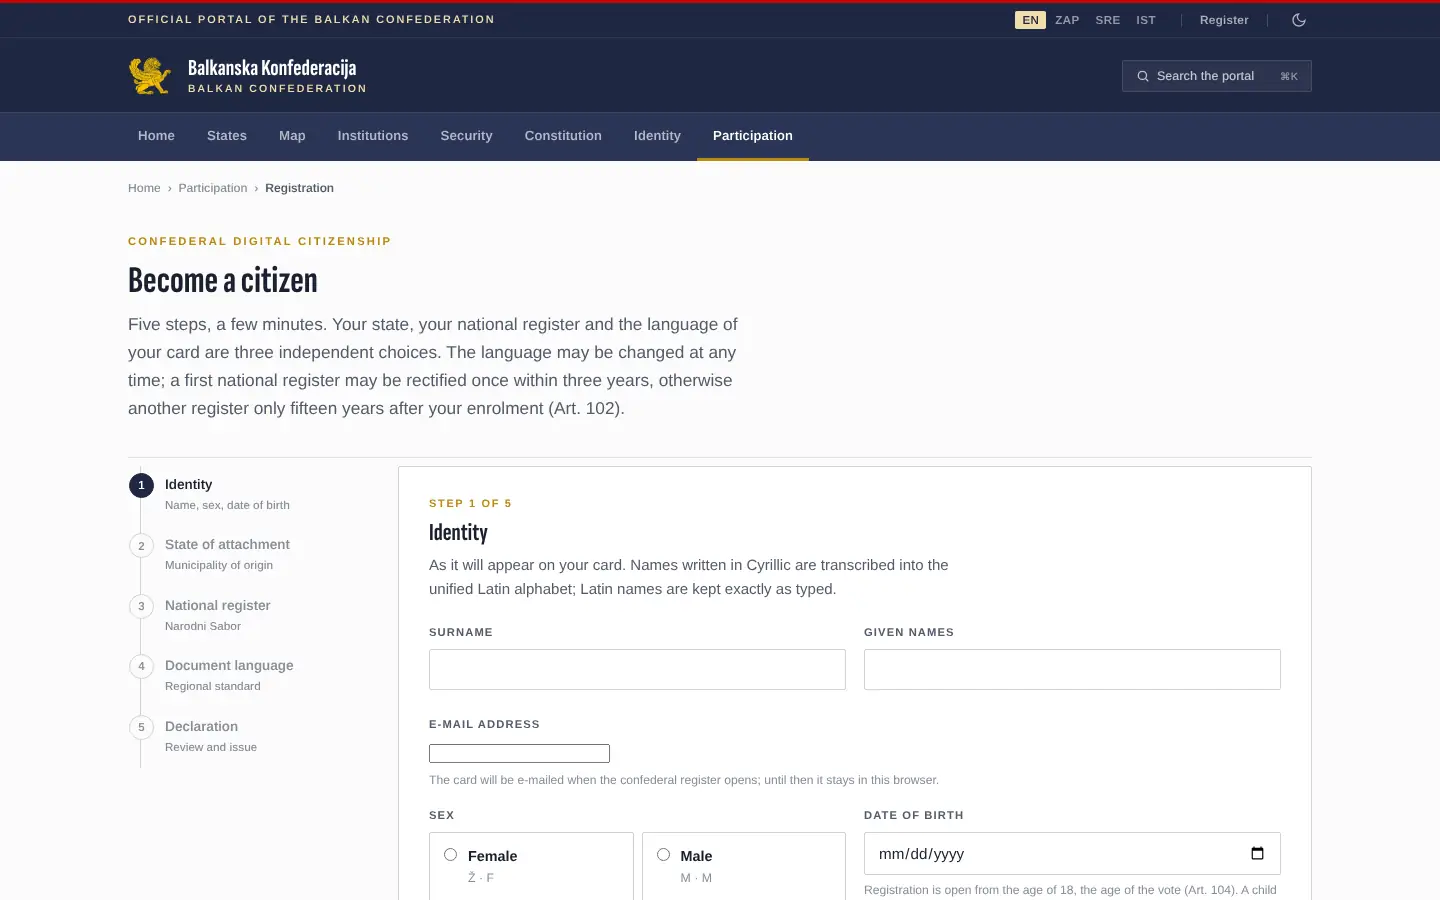 OFFICIAL PORTAL OF THE BALKAN CONFEDERATION
EN ZAP SRE IST Register
Balkanska Konfederacija
BALKAN CONFEDERATION
Search the portal ⌘K
Home States Map Institutions Security Constitution Identity Participation
Home › Participation › Registration
CONFEDERAL DIGITAL CITIZENSHIP
Become a citizen
Five steps, a few minutes. Your state, your national register and the language of
your card are three independent choices. The language may be changed at any
time; a first national register may be rectified once within three years, otherwise
another register only fifteen years after your enrolment (Art. 102).
1 Identity
Name, sex, date of birth
2 State of attachment
Municipality of origin
3 National register
Narodni Sabor
4 Document language
Regional standard
5 Declaration
Review and issue
STEP 1 OF 5
Identity
As it will appear on your card. Names written in Cyrillic are transcribed into the
unified Latin alphabet; Latin names are kept exactly as typed.
SURNAME
GIVEN NAMES
E-MAIL ADDRESS
The card will be e-mailed when the confederal register opens; until then it stays in this browser.
SEX
Female
Ž · F
Male
M · M
DATE OF BIRTH
mm/dd/yyyy
Registration is open from the age of 18, the age of the vote (Art. 104). A child